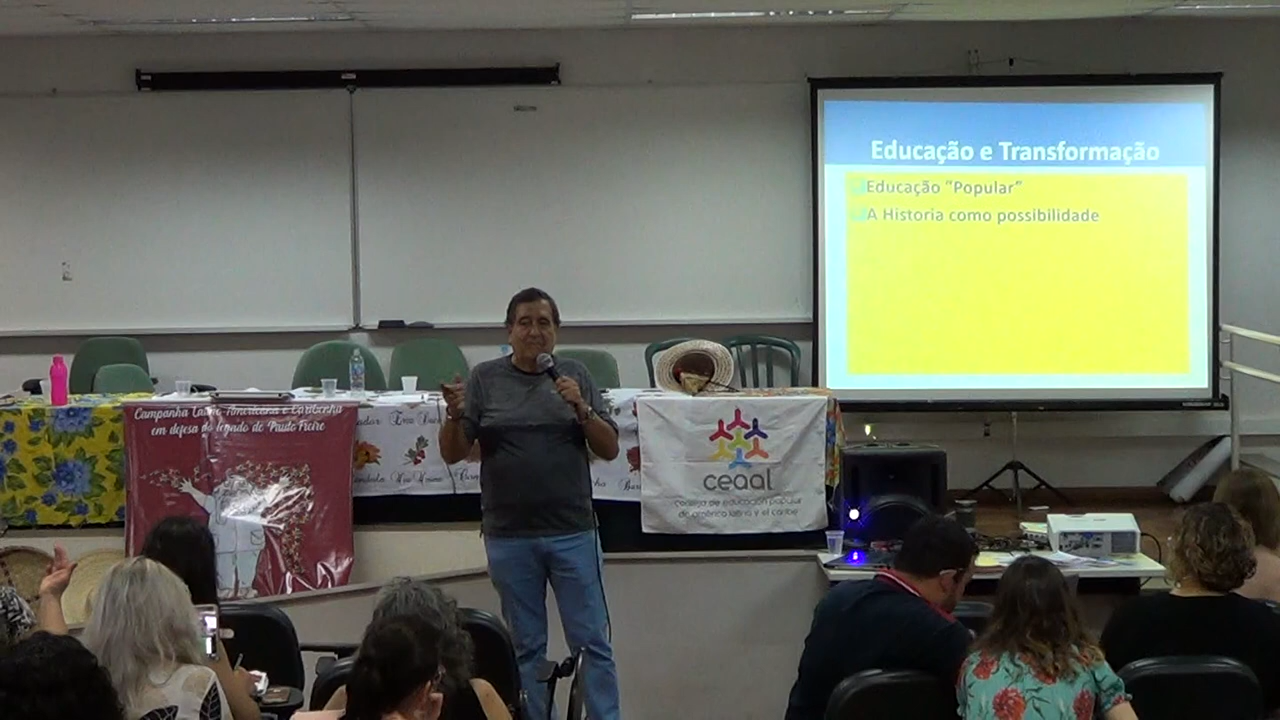 Educação e Transformação
Educação “Popular”
A Historia como possibilidade
Campanha Latino-Americana e Caribenha
em defesa do legado de Paulo Freire
ceaal
consejo de educación popular
de américa latina y el caribe